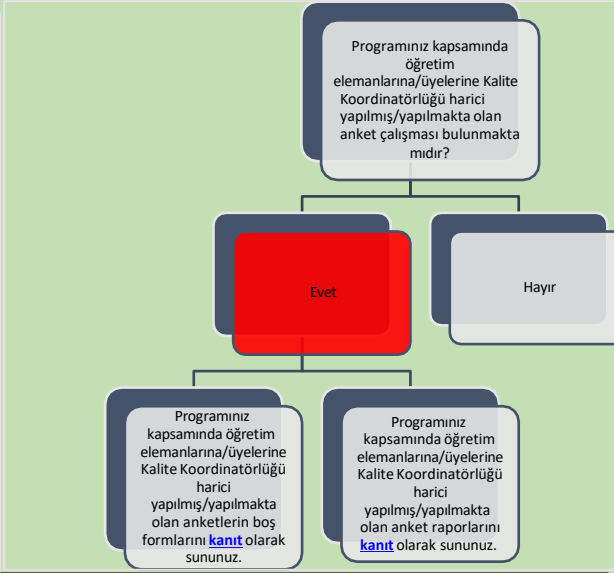 Programınız kapsamında
öğretim
elemanlarına/üyelerine Kalite
Koordinatörlüğü harici
yapılmış/yapılmakta olan
anket çalışması bulunmakta
mıdır?
Evet
Hayır
Programınız
kapsamında öğretim
elemanlarına/üyelerine
Kalite Koordinatörlüğü
harici
yapılmış/yapılmakta
olan anketlerin boş
formlarını kanıt olarak
sununuz.
Programınız
kapsamında öğretim
elemanlarına/üyelerine
Kalite Koordinatörlüğü
harici
yapılmış/yapılmakta
olan anket raporlarını
kanıt olarak sununuz.